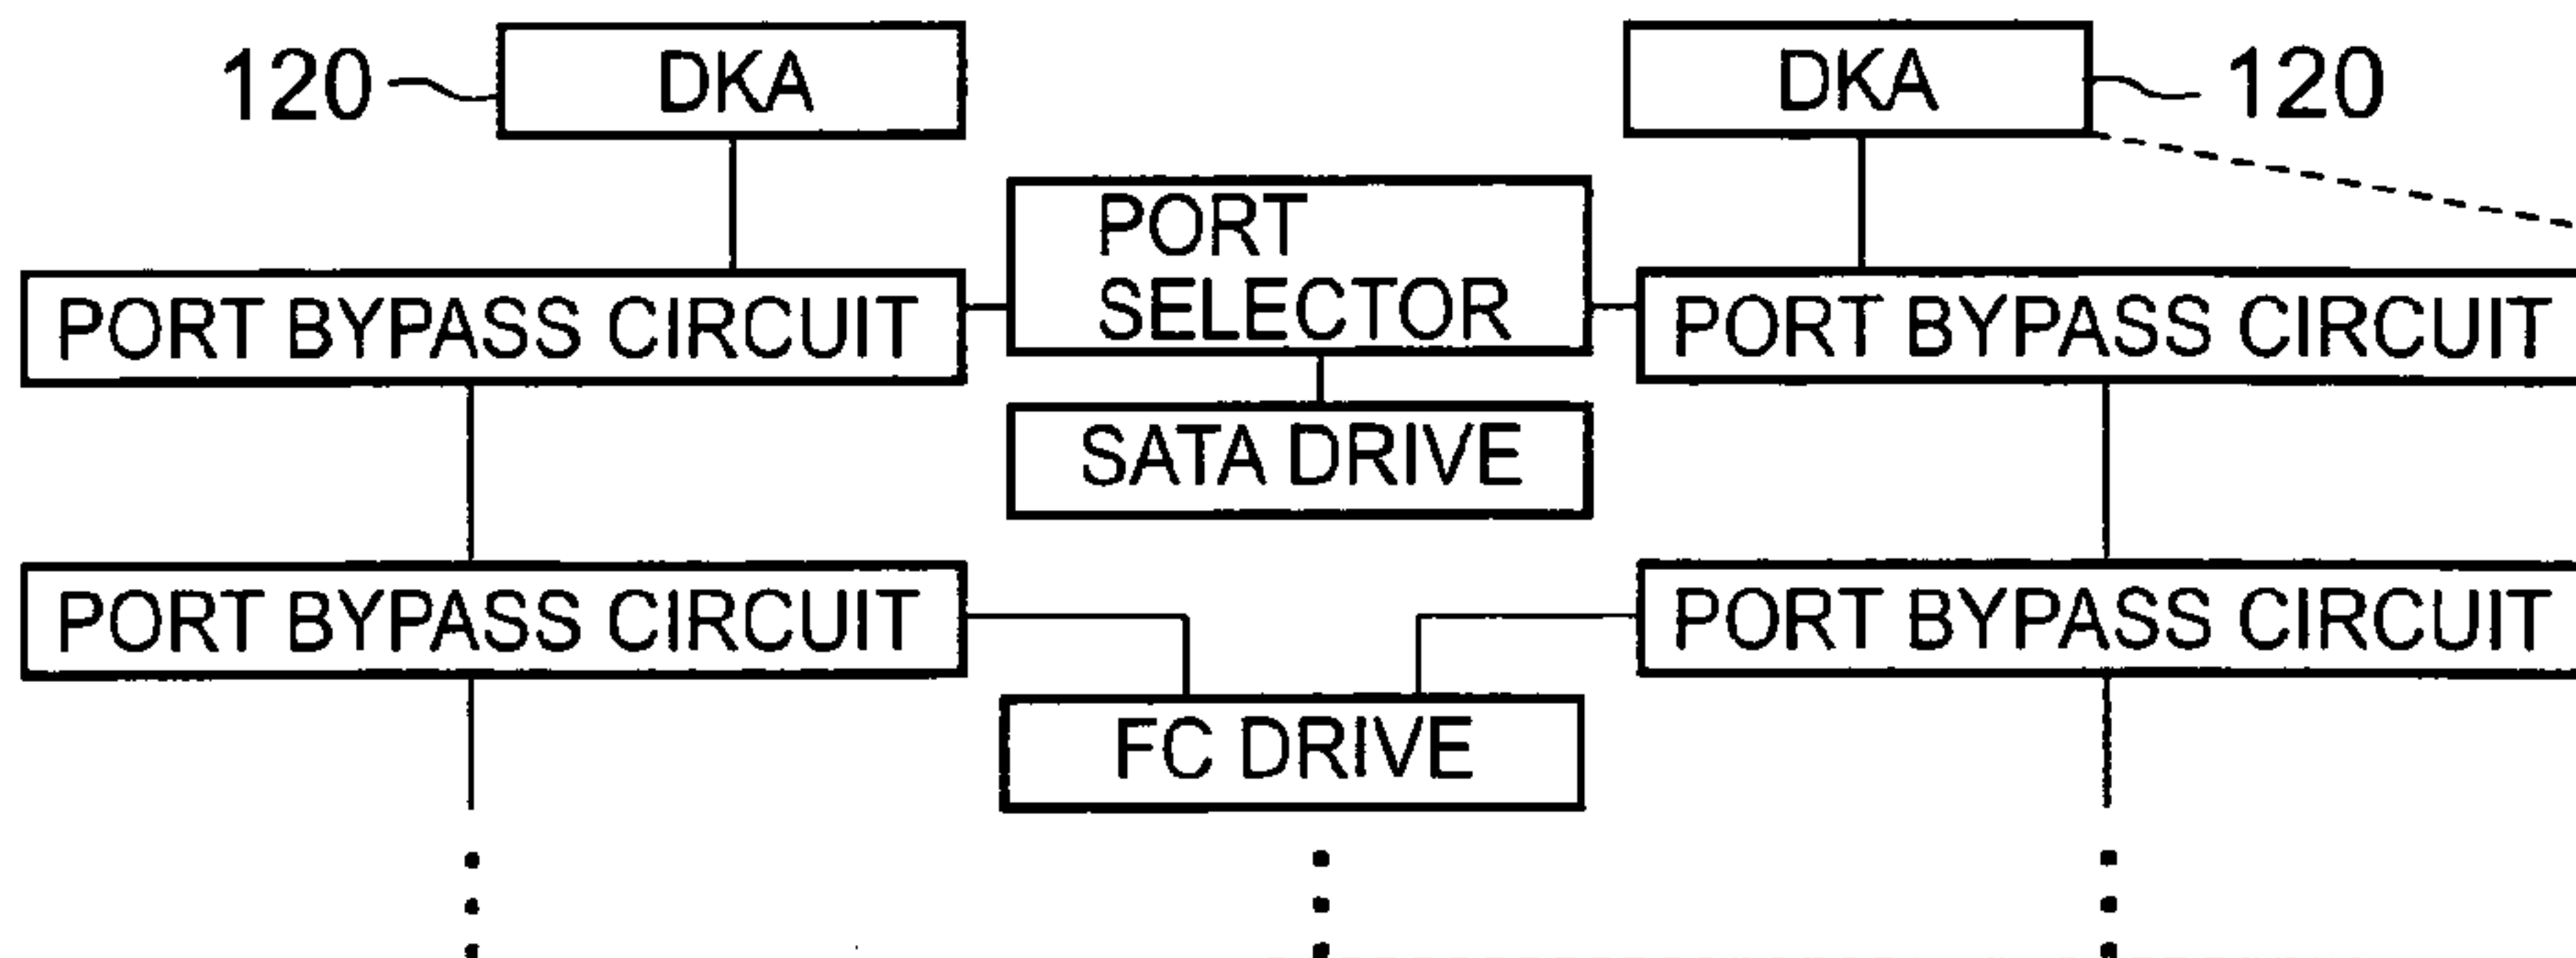 120 DKA DKA 120
PORT
SELECTOR
PORT BYPASS CIRCUIT PORT BYPASS CIRCUIT
SATA DRIVE
PORT BYPASS CIRCUIT PORT BYPASS CIRCUIT
FC DRIVE